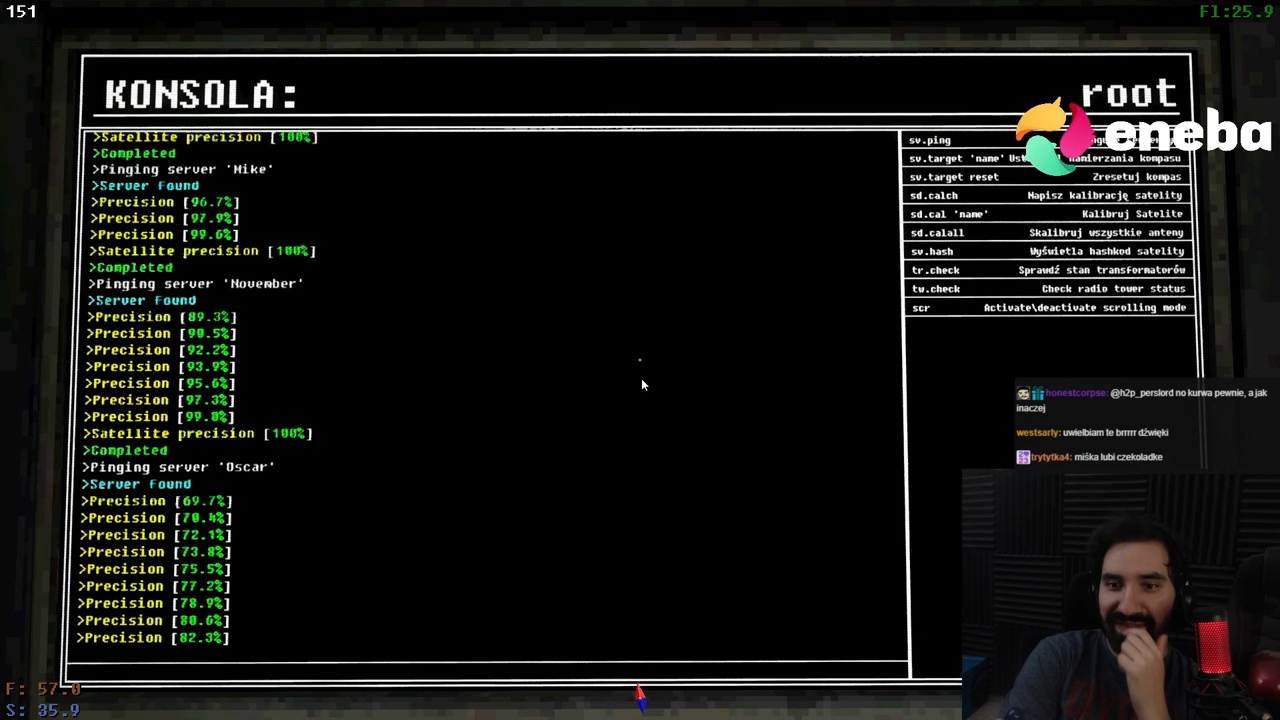 151
F1:25.9
KONSOLA:
root
eneba
>Satellite precision [100%]
>Completed
>Pinging server 'Mike'
>Server Found
>Precision [96.7%]
>Precision [97.9%]
>Precision [99.6%]
>Satellite precision [100%]
>Completed
>Pinging server 'November'
>Server Found
>Precision [89.3%]
>Precision [90.5%]
>Precision [92.2%]
>Precision [93.9%]
>Precision [95.6%]
>Precision [97.3%]
>Precision [99.0%]
>Satellite precision [100%]
>Completed
>Pinging server 'Oscar'
>Server Found
>Precision [69.7%]
>Precision [70.4%]
>Precision [72.1%]
>Precision [73.8%]
>Precision [75.5%]
>Precision [77.2%]
>Precision [78.9%]
>Precision [80.6%]
>Precision [82.3%]
sv.ping
sv.target 'name' namierzania kompasu
sv.target reset Zresetuj kompas
sd.calch Napisz kalibrację satelity
sd.cal 'name' Kalibruj Satelite
sd.calall Skalibruj wszystkie anteny
sv.hash Wyświetla hashkod satelity
tr.check Sprawdź stan transformatorów
tw.check Check radio tower status
scr Activate\deactivate scrolling mode
honestcorpse: @h2p_perslord no kurwa pewnie, a jak
inaczej
westsarly: uwielbiam te brrrrr dźwięki
trytytka4: miśka lubi czekoladke
F: 57.0
S: 35.9